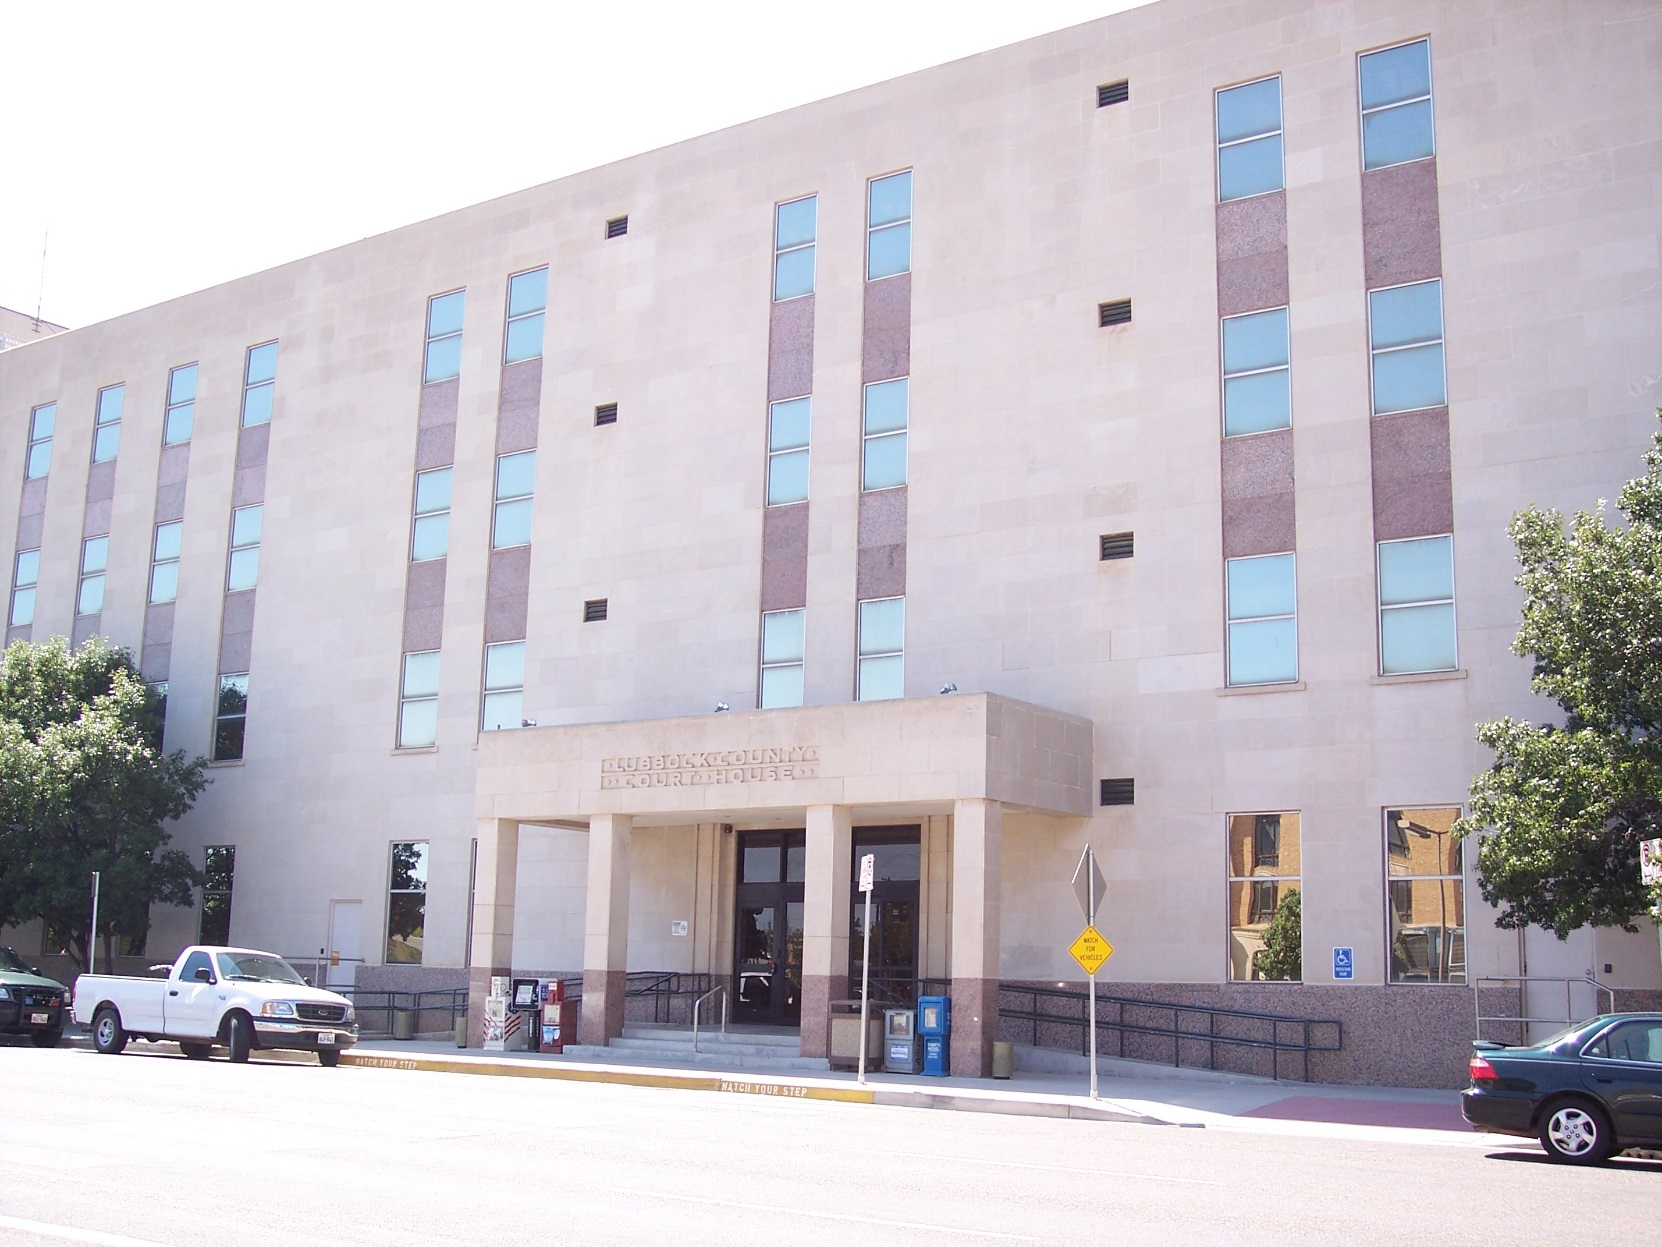 LUBBOCK COUNTY
COURT HOUSE
WATCH
FOR
VEHICLES
WATCH YOUR STEP
WATCH YOUR STEP